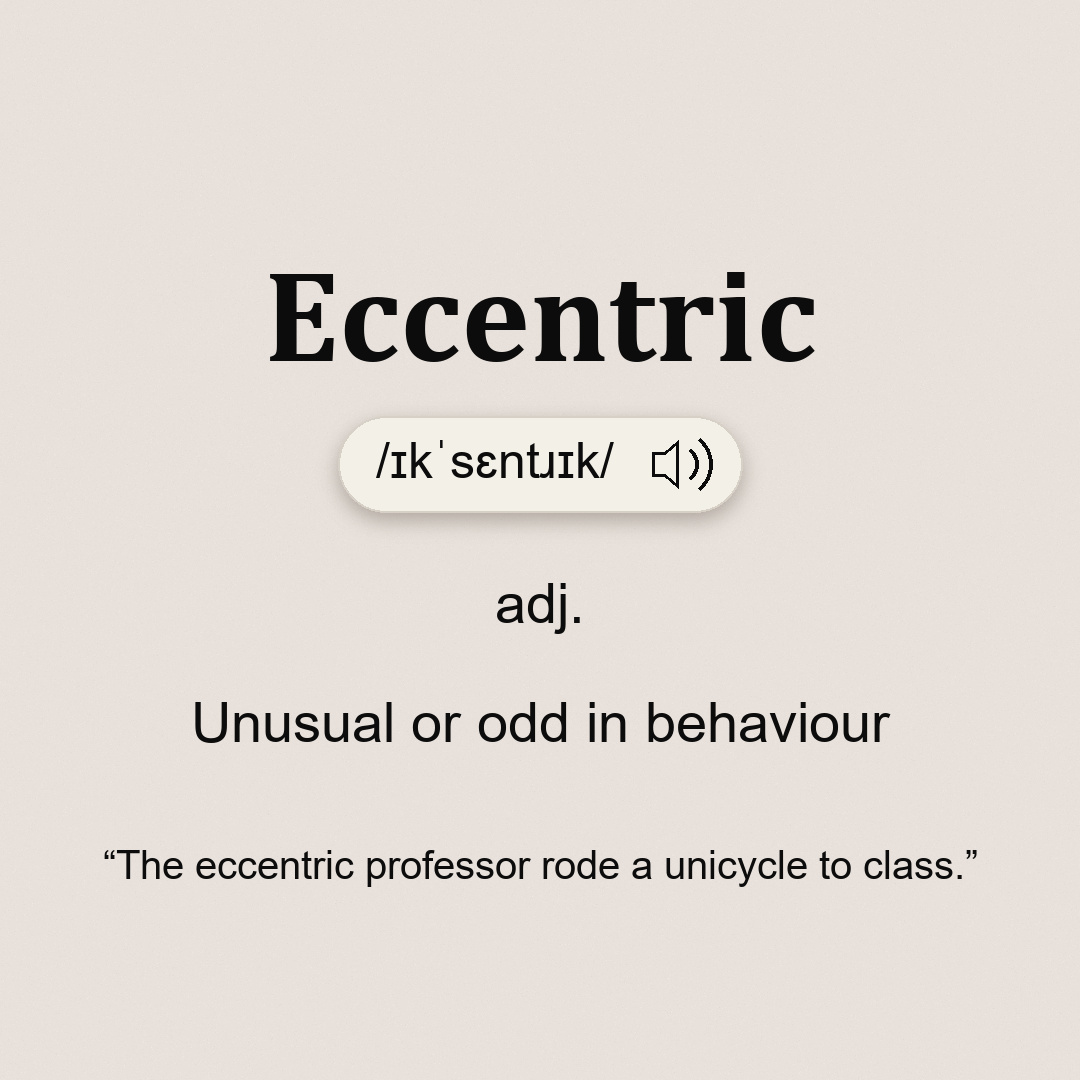 Eccentric
/ɪkˈsɛntɹɪk/
adj.
Unusual or odd in behaviour
“The eccentric professor rode a unicycle to class.”